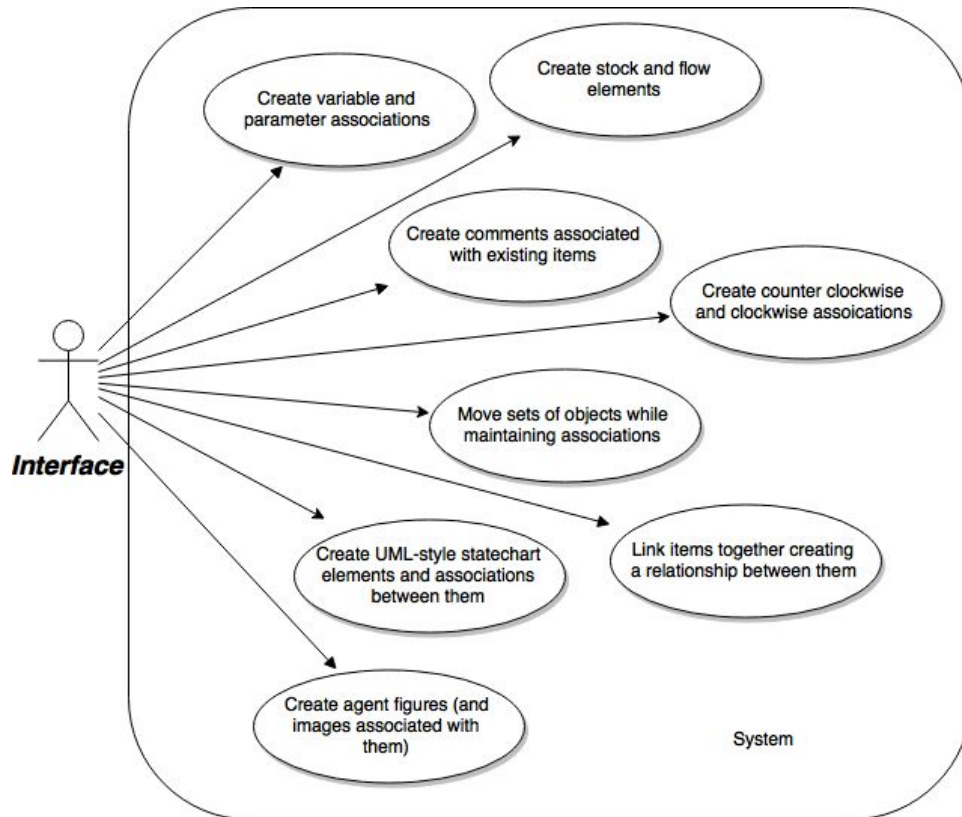 Create stock and flow
elements
Create variable and
parameter associations
Create comments associated
with existing items
Create counter clockwise
and clockwise assoications
Interface
Move sets of objects while
maintaining associations
Create UML-style statechart
elements and associations
between them
Link items together creating
a relationship between them
Create agent figures (and
images associated with
them)
System